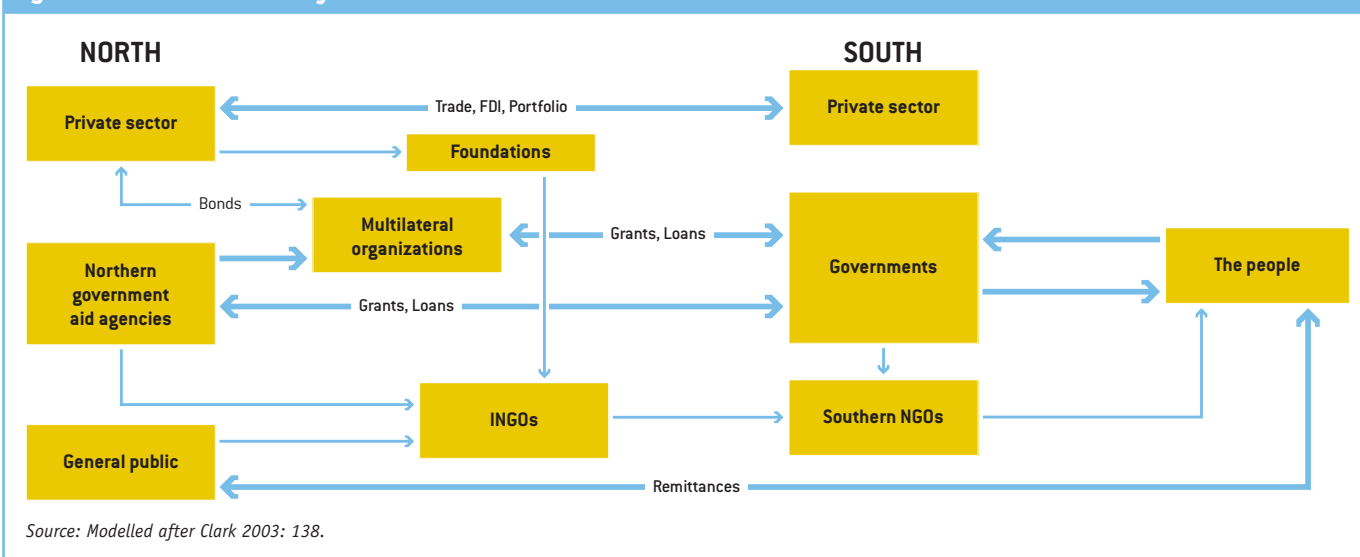 NORTH
SOUTH
Private sector
Trade, FDI, Portfolio
Private sector
Foundations
Bonds
Multilateral
organizations
Grants, Loans
Northern
government
aid agencies
Grants, Loans
Governments
The people
INGOs
Southern NGOs
General public
Remittances
Source: Modelled after Clark 2003: 138.